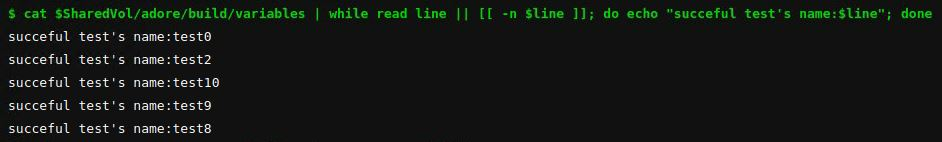 $ cat $SharedVol/adore/build/variables | while read line || [[ -n $line ]]; do echo "succeful test's name:$line"; done
succeful test's name:test0
succeful test's name:test2
succeful test's name:test10
succeful test's name:test9
succeful test's name:test8